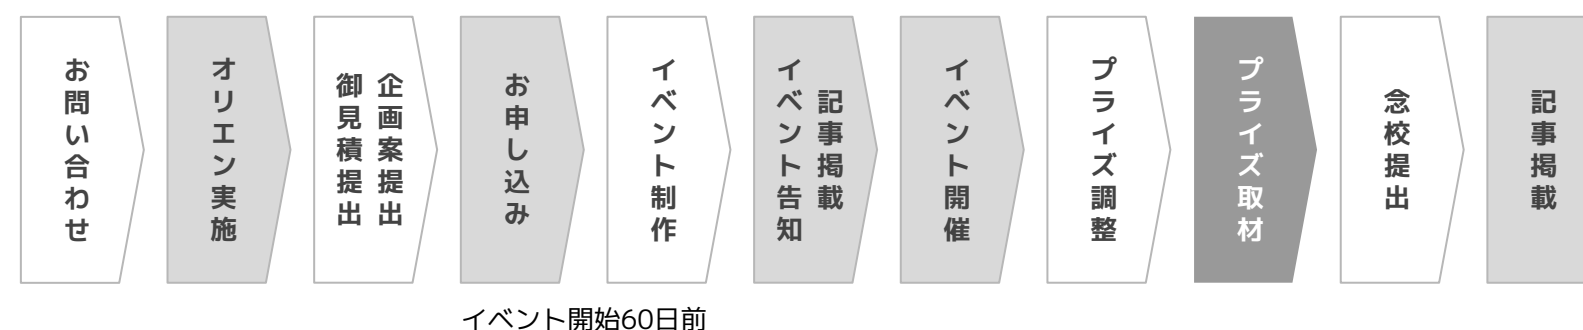 お問い合わせ
オリエン実施
企画案提出
御見積提出
お申し込み
イベント制作
記事掲載
イベント告知
イベント開催
プライズ調整
プライズ取材
念校提出
記事掲載
イベント開始60日前